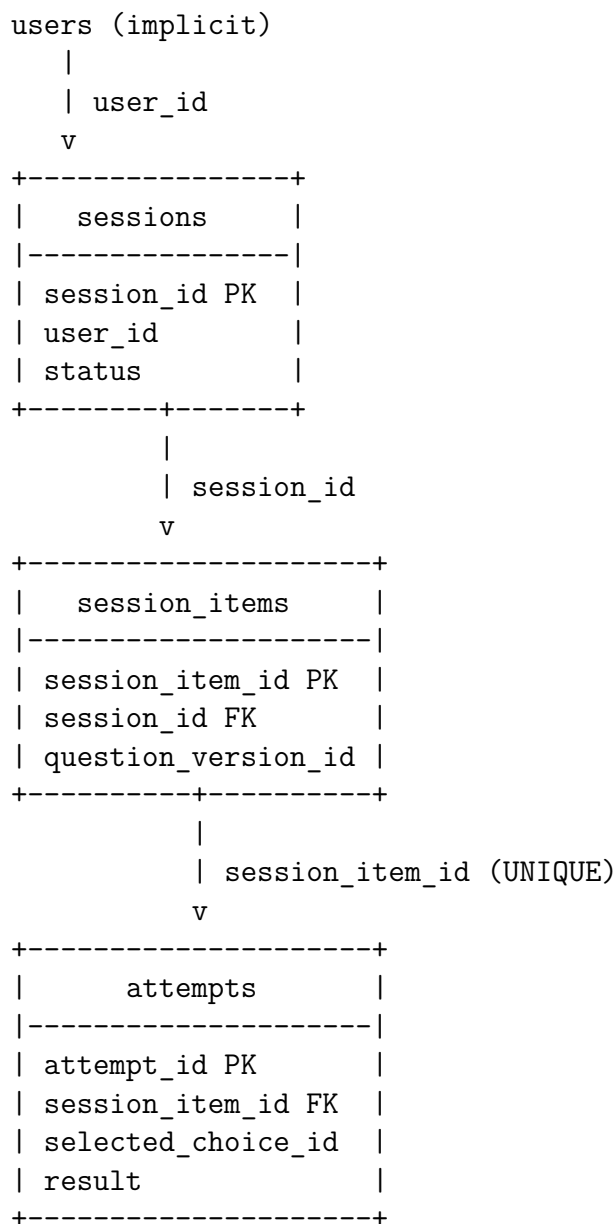 users (implicit)
|
| user_id
v
+----------------+
|   sessions     |
|----------------|
| session_id PK  |
| user_id        |
| status         |
+--------+-------+
|
| session_id
v
+---------------------+
|   session_items     |
|---------------------|
| session_item_id PK  |
| session_id FK       |
| question_version_id |
+----------+----------+
|
| session_item_id (UNIQUE)
v
+---------------------+
|      attempts       |
|---------------------|
| attempt_id PK       |
| session_item_id FK  |
| selected_choice_id  |
| result              |
+---------------------+